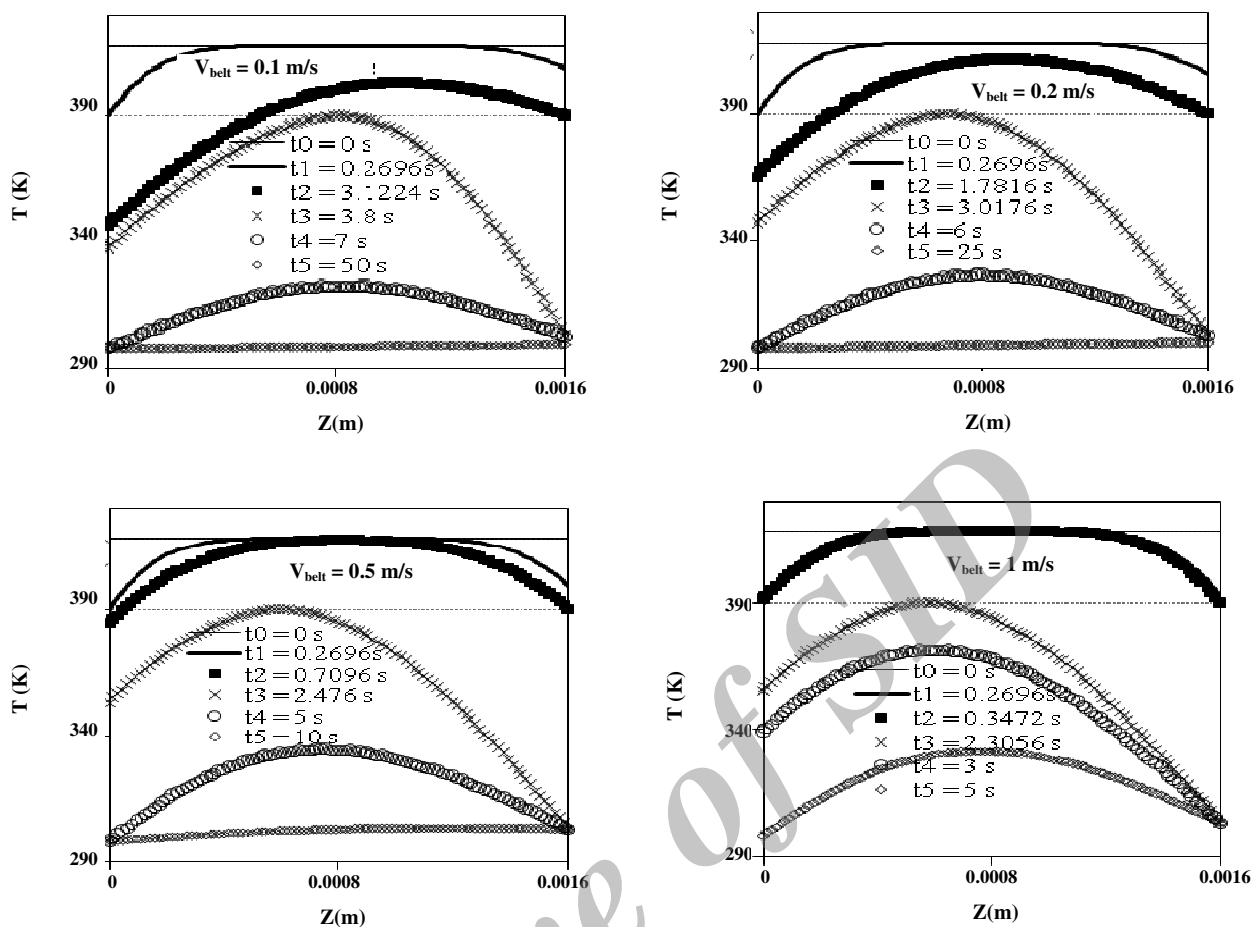 V_belt = 0.1 m/s
390
340
290
T (K)
t0 = 0 s
t1 = 0.2696s
t2 = 3.1224 s
t3 = 3.8 s
t4 = 7 s
t5 = 50 s
0
0.0008
0.0016
Z(m)
V_belt = 0.2 m/s
390
340
290
T (K)
t0 = 0 s
t1 = 0.2696s
t2 = 1.7816 s
t3 = 3.0176 s
t4 = 6 s
t5 = 25 s
0
0.0008
0.0016
Z(m)
V_belt = 0.5 m/s
390
340
290
T (K)
t0 = 0 s
t1 = 0.2696s
t2 = 0.7096 s
t3 = 2.476 s
t4 = 5 s
t5 = 10 s
0
0.0008
0.0016
Z(m)
V_belt = 1 m/s
390
340
290
T (K)
t0 = 0 s
t1 = 0.2696s
t2 = 0.3472 s
t3 = 2.3056 s
t4 = 3 s
t5 = 5 s
0
0.0008
0.0016
Z(m)
of SID